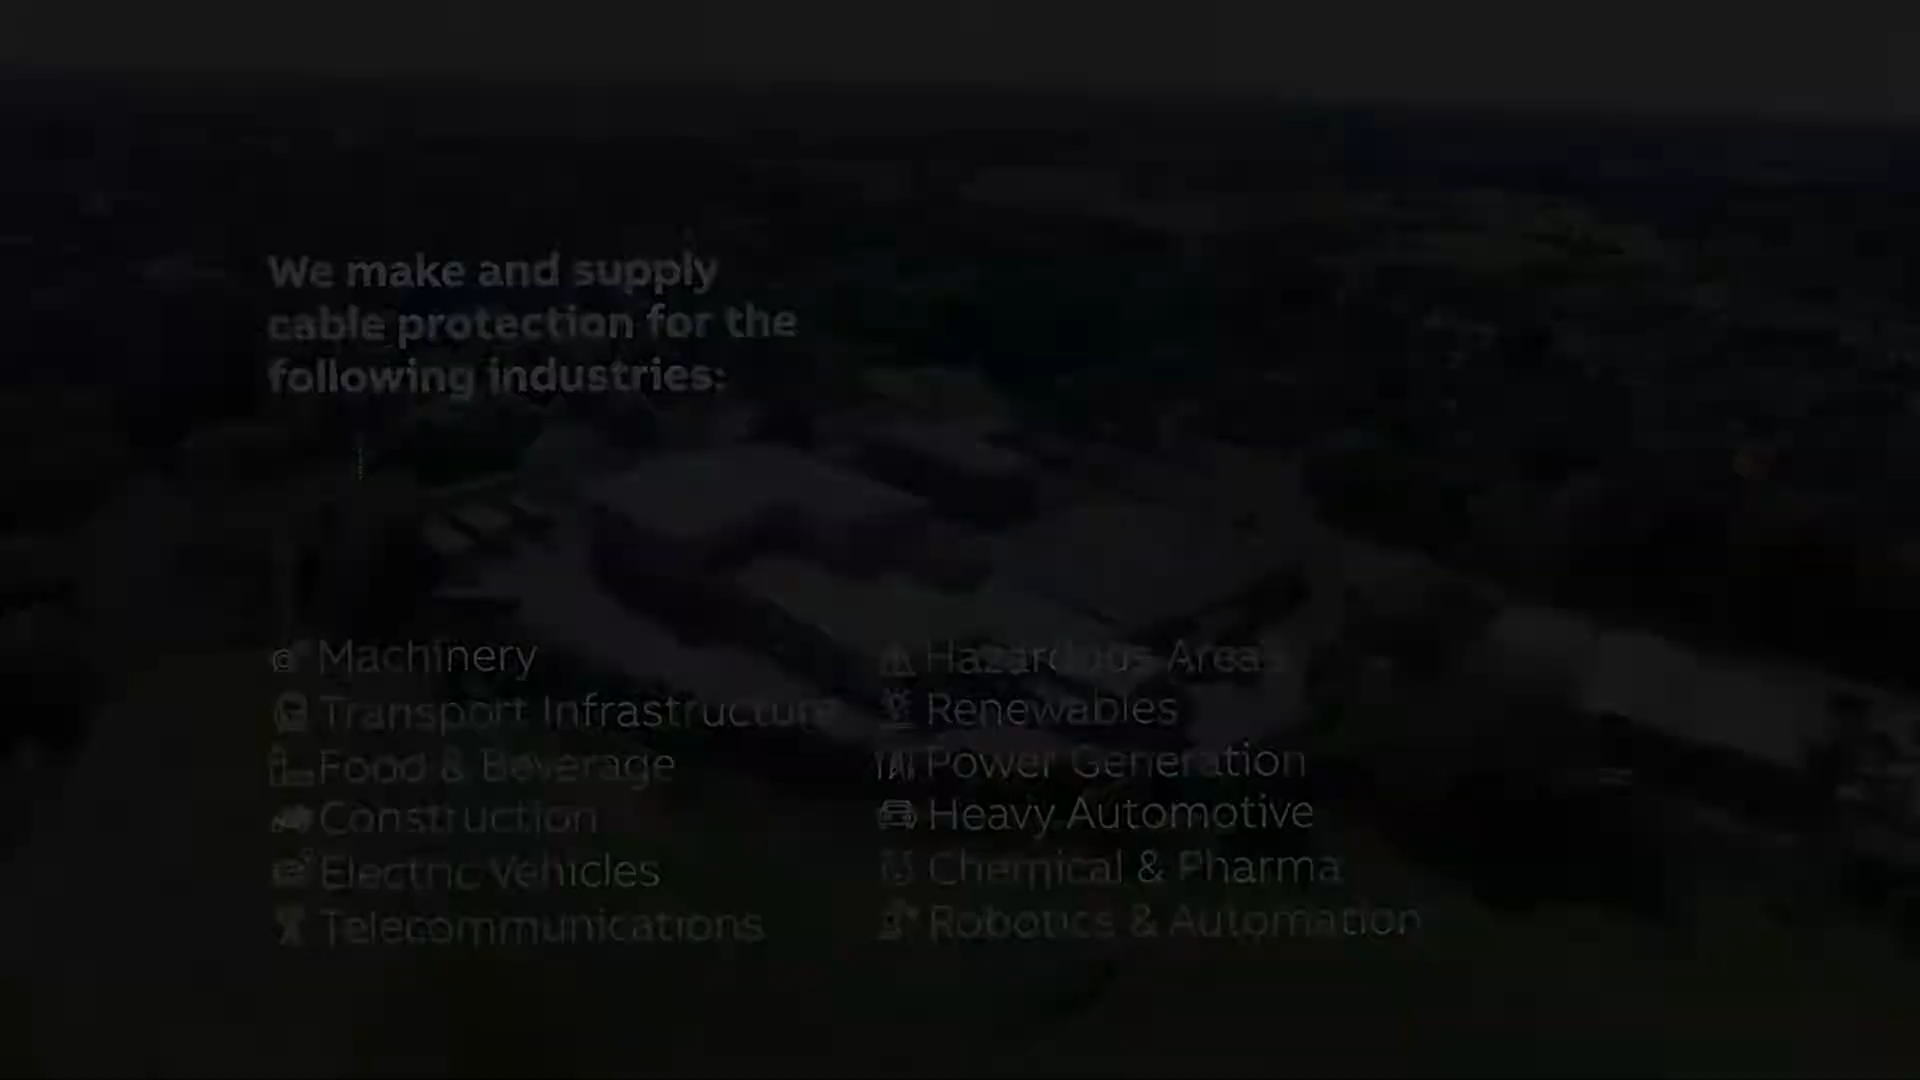 We make and supply
cable protection for the
following industries:
Machinery
Transport Infrastructure
Food & Beverage
Construction
Electric Vehicles
Telecommunications
Hazardous Areas
Renewables
Power Generation
Heavy Automotive
Chemical & Pharma
Robotics & Automation